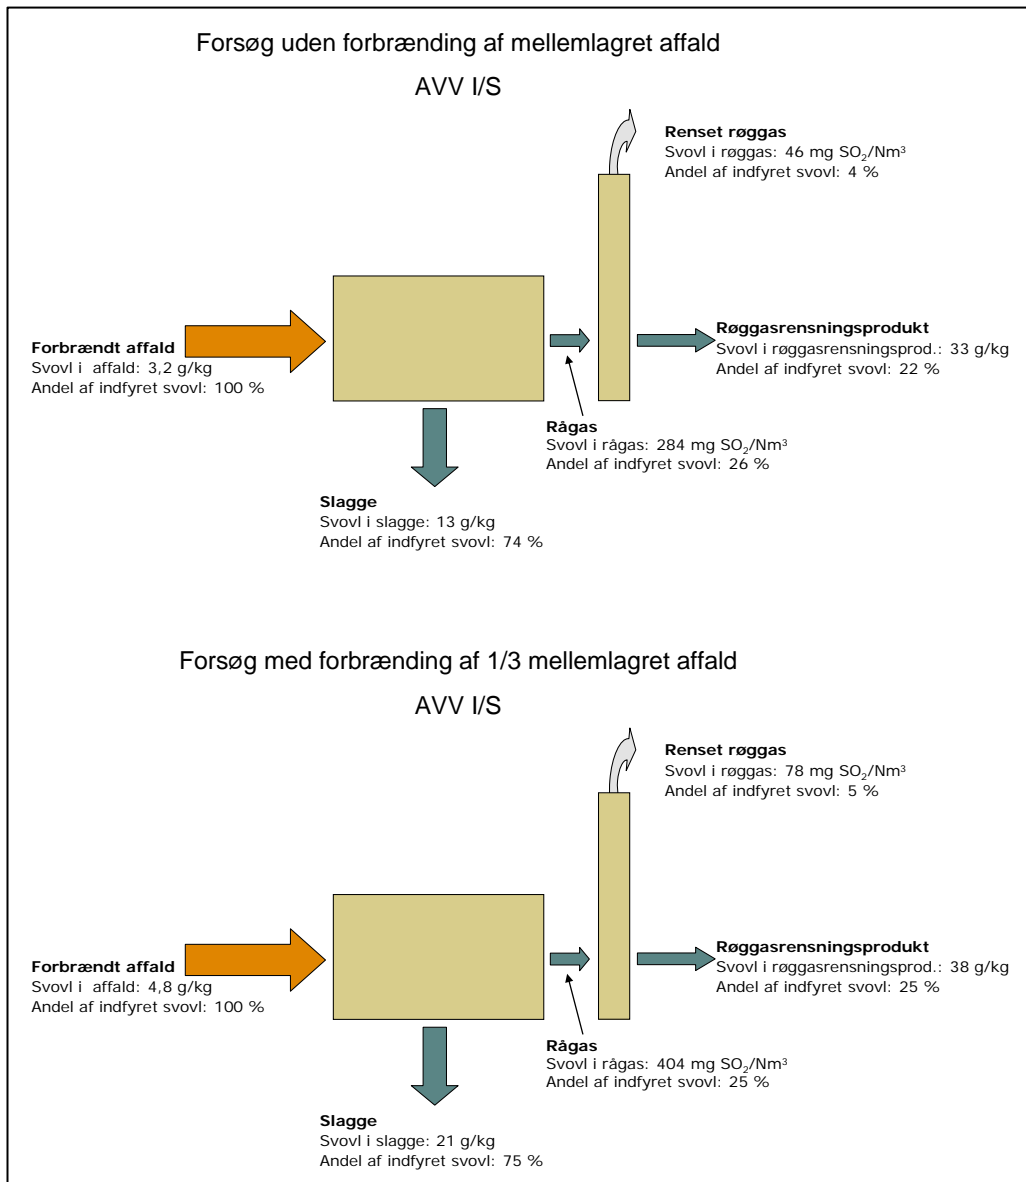 Forsøg uden forbrænding af mellemlagret affald
AVV I/S
Renset røggas
Svovl i røggas: 46 mg SO₂/Nm³
Andel af indfyret svovl: 4 %
Forbrændt affald
Svovl i  affald: 3,2 g/kg
Andel af indfyret svovl: 100 %
Røggasrensningsprodukt
Svovl i røggasrensningsprod.: 33 g/kg
Andel af indfyret svovl: 22 %
Rågas
Svovl i rågas: 284 mg SO₂/Nm³
Andel af indfyret svovl: 26 %
Slagge
Svovl i slagge: 13 g/kg
Andel af indfyret svovl: 74 %
Forsøg med forbrænding af 1/3 mellemlagret affald
AVV I/S
Renset røggas
Svovl i røggas: 78 mg SO₂/Nm³
Andel af indfyret svovl: 5 %
Forbrændt affald
Svovl i  affald: 4,8 g/kg
Andel af indfyret svovl: 100 %
Røggasrensningsprodukt
Svovl i røggasrensningsprod.: 38 g/kg
Andel af indfyret svovl: 25 %
Rågas
Svovl i rågas: 404 mg SO₂/Nm³
Andel af indfyret svovl: 25 %
Slagge
Svovl i slagge: 21 g/kg
Andel af indfyret svovl: 75 %